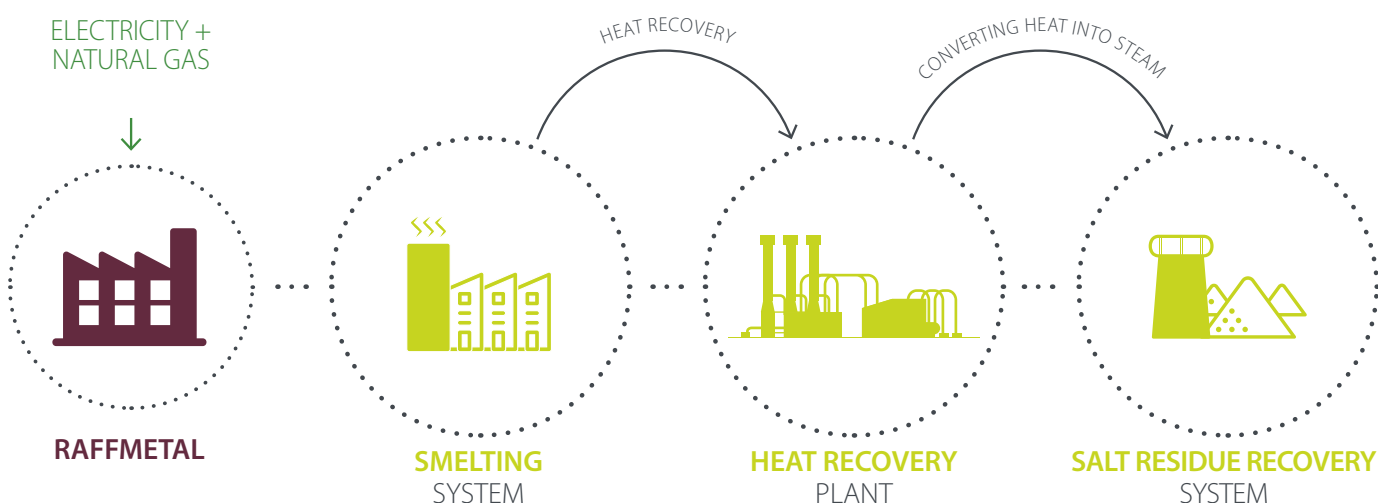 ELECTRICITY +
NATURAL GAS
HEAT RECOVERY
CONVERTING HEAT INTO STEAM
RAFFMETAL
SMELTING
SYSTEM
HEAT RECOVERY
PLANT
SALT RESIDUE RECOVERY
SYSTEM